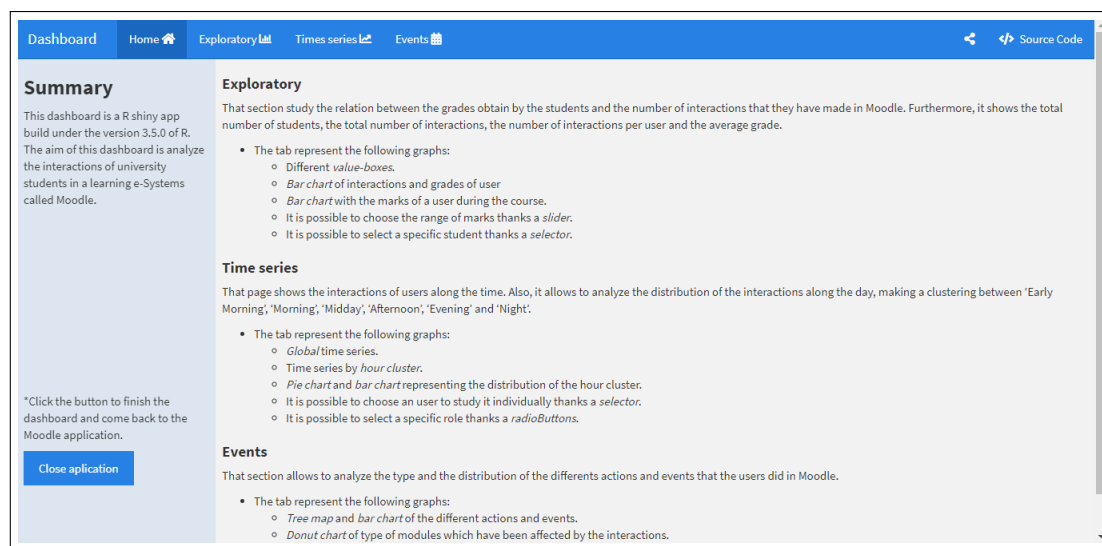 Dashboard Home Exploratory Times series Events Source Code
Summary
This dashboard is a R shiny app
build under the version 3.5.0 of R.
The aim of this dashboard is analyze
the interactions of university
students in a learning e-Systems
called Moodle.
*Click the button to finish the
dashboard and come back to the
Moodle application.
Close aplication
Exploratory
That section study the relation between the grades obtain by the students and the number of interactions that they have made in Moodle. Furthermore, it shows the total
number of students, the total number of interactions, the number of interactions per user and the average grade.
• The tab represent the following graphs:
◦ Different value-boxes.
◦ Bar chart of interactions and grades of user
◦ Bar chart with the marks of a user during the course.
◦ It is possible to choose the range of marks thanks a slider.
◦ It is possible to select a specific student thanks a selector.
Time series
That page shows the interactions of users along the time. Also, it allows to analyze the distribution of the interactions along the day, making a clustering between ‘Early
Morning’, ‘Morning’, ‘Midday’, ‘Afternoon’, ‘Evening’ and ‘Night’.
• The tab represent the following graphs:
◦ Global time series.
◦ Time series by hour cluster.
◦ Pie chart and bar chart representing the distribution of the hour cluster.
◦ It is possible to choose an user to study it individually thanks a selector.
◦ It is possible to select a specific role thanks a radioButtons.
Events
That section allows to analyze the type and the distribution of the differents actions and events that the users did in Moodle.
• The tab represent the following graphs:
◦ Tree map and bar chart of the different actions and events.
◦ Donut chart of type of modules which have been affected by the interactions.